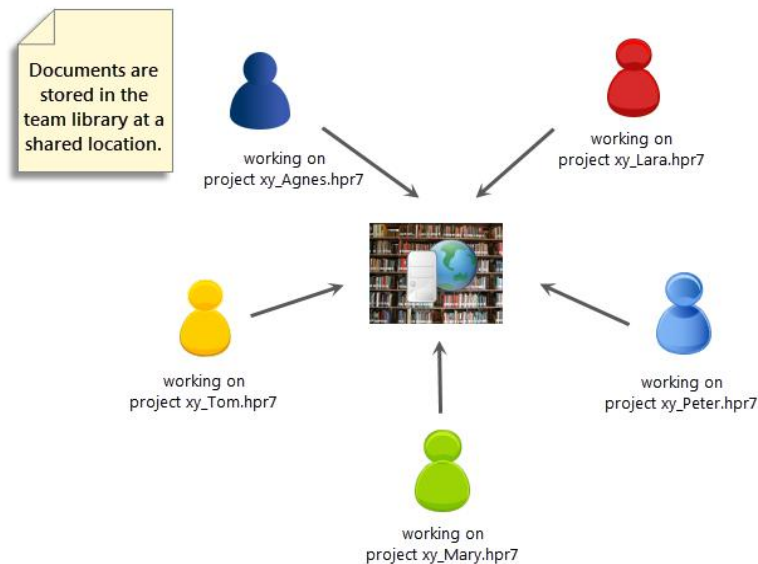 Documents are
stored in the
team library at a
shared location.
working on
project xy_Agnes.hpr7
working on
project xy_Lara.hpr7
working on
project xy_Tom.hpr7
working on
project xy_Peter.hpr7
working on
project xy_Mary.hpr7